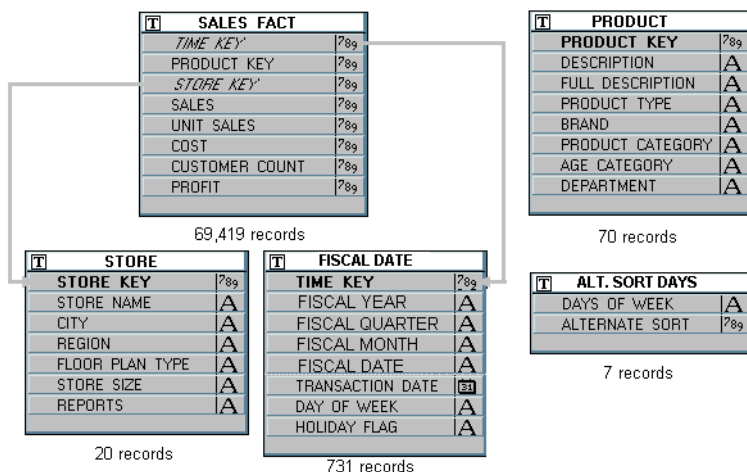 T SALES FACT
TIME KEY 789
PRODUCT KEY 789
STORE KEY 789
SALES 789
UNIT SALES 789
COST 789
CUSTOMER COUNT 789
PROFIT 789
69,419 records
T PRODUCT
PRODUCT KEY 789
DESCRIPTION A
FULL DESCRIPTION A
PRODUCT TYPE A
BRAND A
PRODUCT CATEGORY A
AGE CATEGORY A
DEPARTMENT A
70 records
T STORE
STORE KEY 789
STORE NAME A
CITY A
REGION A
FLOOR PLAN TYPE A
STORE SIZE A
REPORTS A
20 records
T FISCAL DATE
TIME KEY 789
FISCAL YEAR A
FISCAL QUARTER A
FISCAL MONTH A
FISCAL DATE A
TRANSACTION DATE 31
DAY OF WEEK A
HOLIDAY FLAG A
731 records
T ALT. SORT DAYS
DAYS OF WEEK A
ALTERNATE SORT 789
7 records